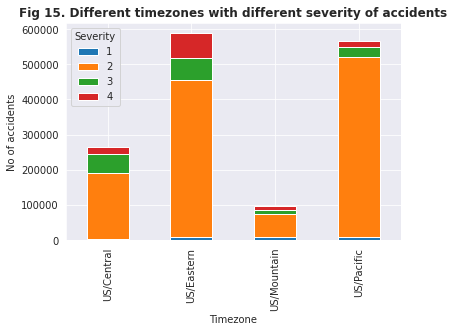 Fig 15. Different timezones with different severity of accidents
Severity
1
2
3
4
600000
500000
400000
300000
200000
100000
0
No of accidents
US/Central
US/Eastern
US/Mountain
US/Pacific
Timezone